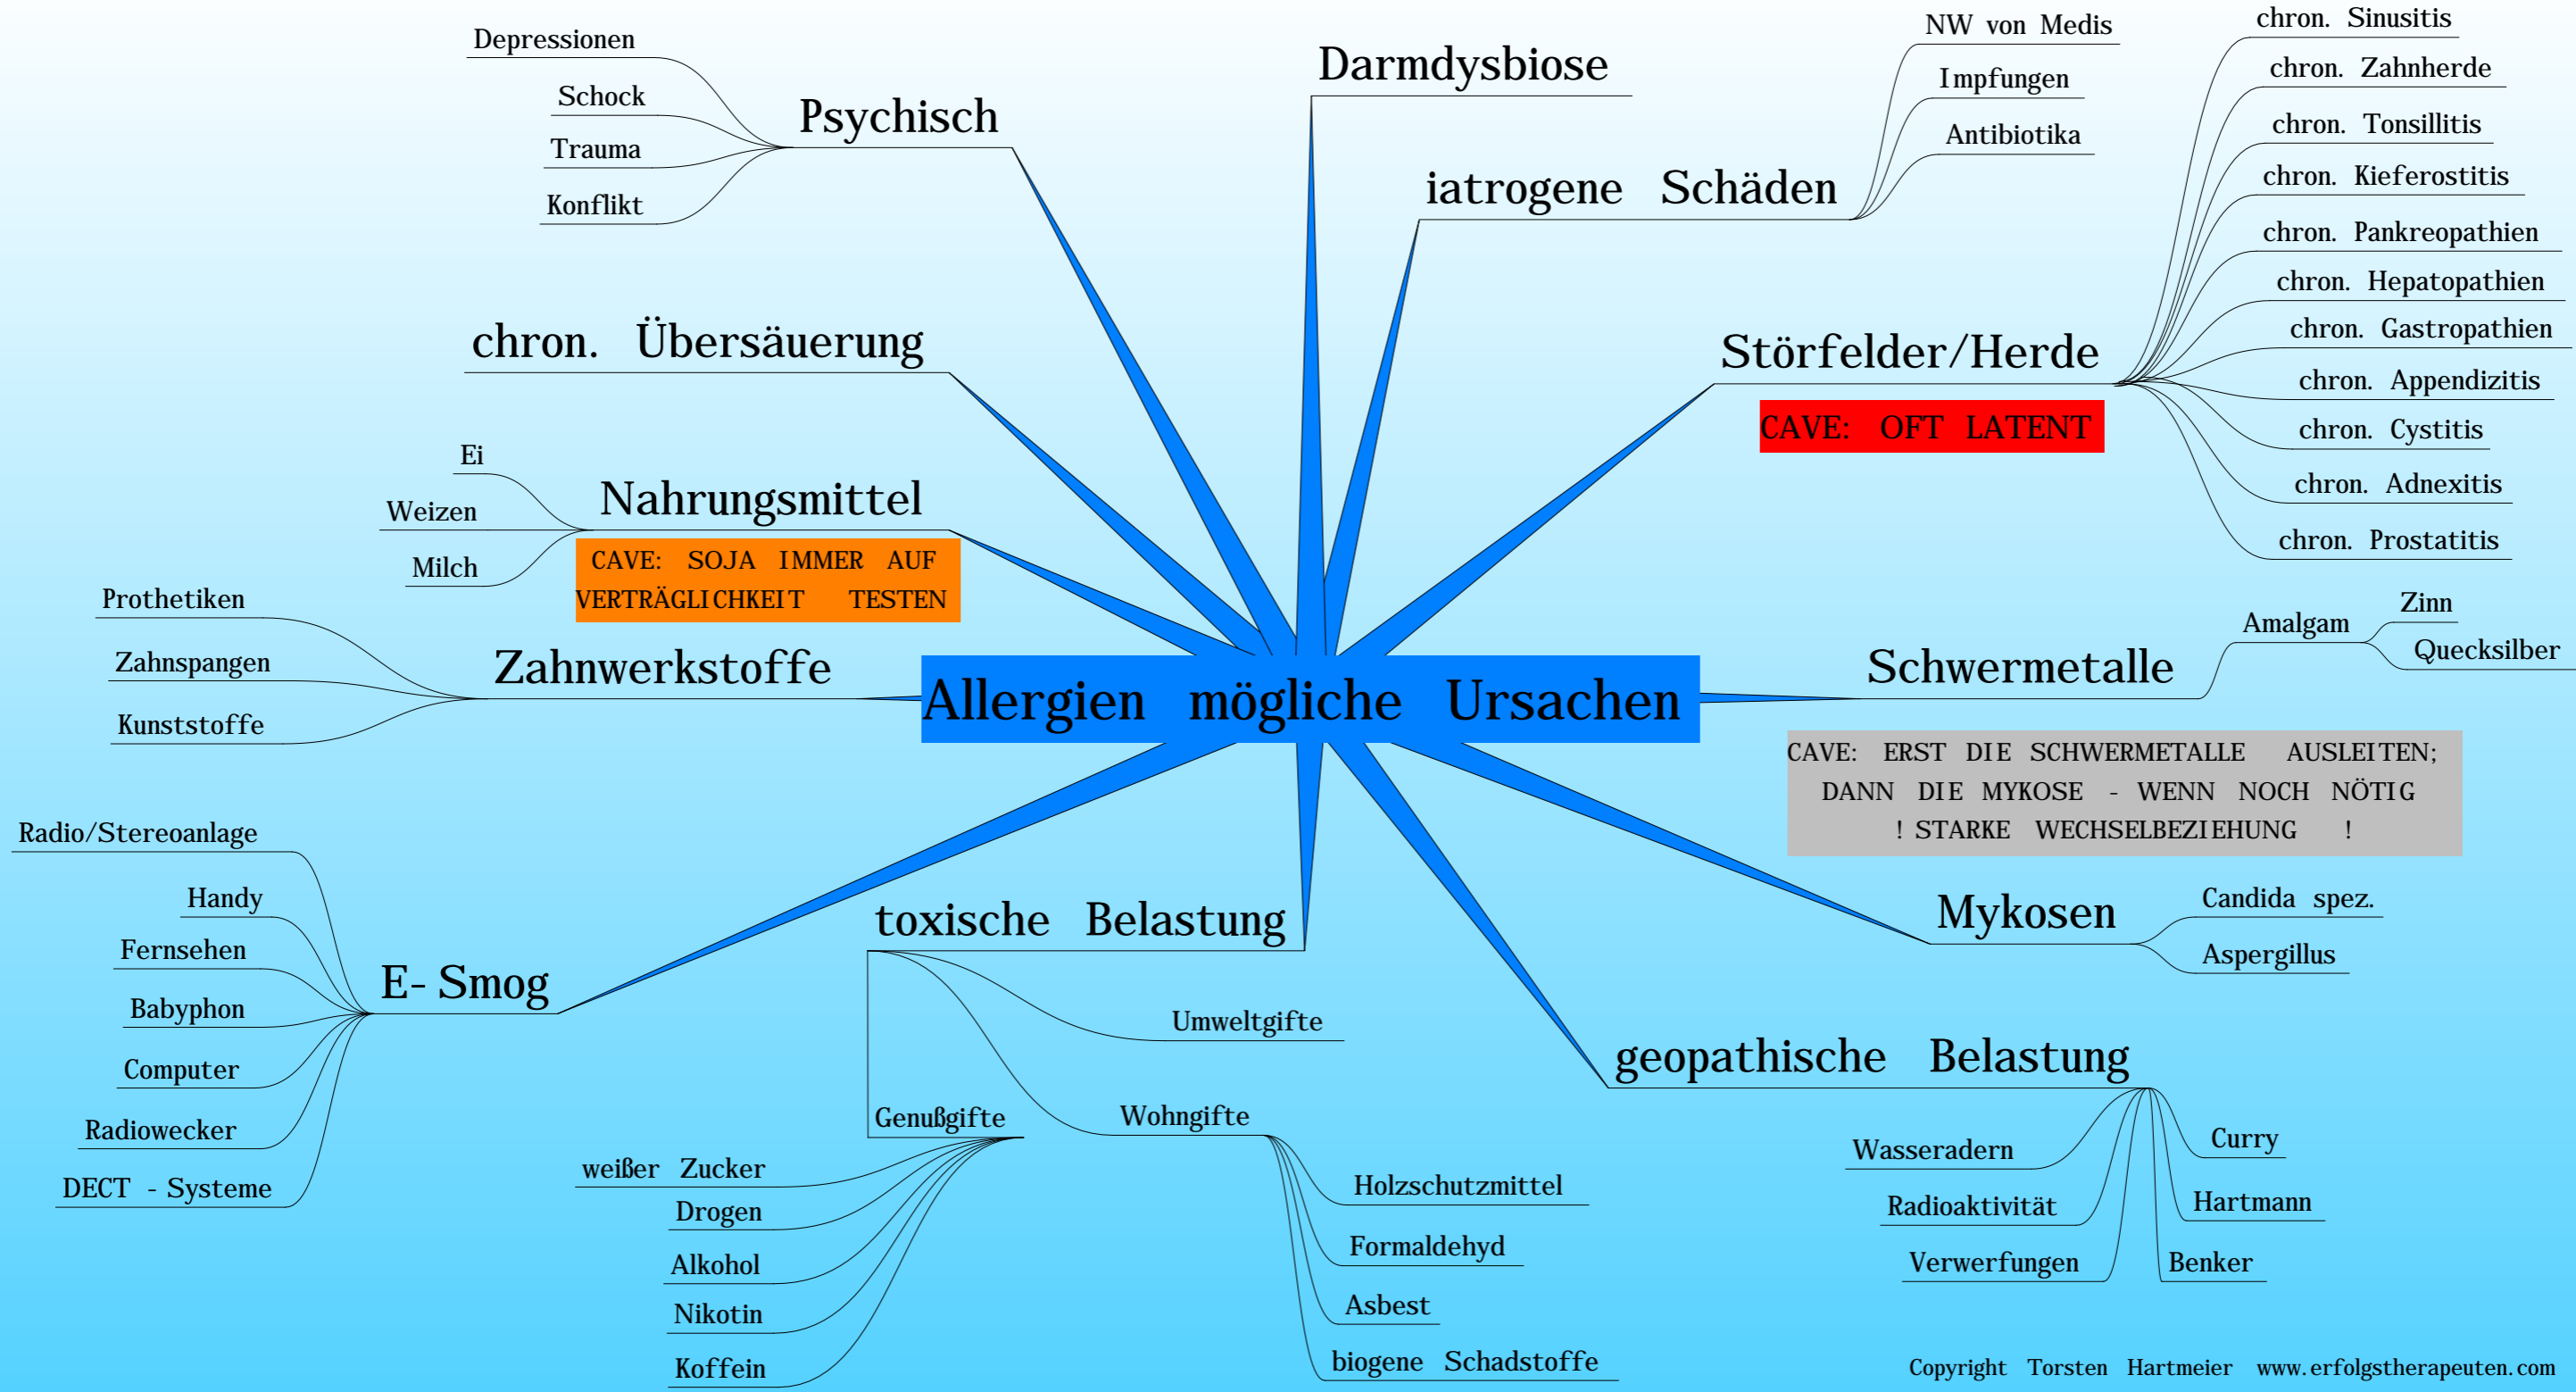 Allergien mögliche Ursachen
Darmdysbiose
iatrogene Schäden
NW von Medis
Impfungen
Antibiotika
Störfelder/Herde
CAVE: OFT LATENT
chron. Sinusitis
chron. Zahnherde
chron. Tonsillitis
chron. Kieferostitis
chron. Pankreopathien
chron. Hepatopathien
chron. Gastropathien
chron. Appendizitis
chron. Cystitis
chron. Adnexitis
chron. Prostatitis
Schwermetalle
Amalgam
Zinn
Quecksilber
CAVE: ERST DIE SCHWERMETALLE AUSLEITEN;
DANN DIE MYKOSE - WENN NOCH NÖTIG
! STARKE WECHSELBEZIEHUNG !
Mykosen
Candida spez.
Aspergillus
geopathische Belastung
Curry
Hartmann
Benker
Wasseradern
Radioaktivität
Verwerfungen
toxische Belastung
Umweltgifte
Wohngifte
Holzschutzmittel
Formaldehyd
Asbest
biogene Schadstoffe
Genußgifte
weißer Zucker
Drogen
Alkohol
Nikotin
Koffein
E-Smog
Radio/Stereoanlage
Handy
Fernsehen
Babyphon
Computer
Radiowecker
DECT - Systeme
Zahnwerkstoffe
Prothetiken
Zahnspangen
Kunststoffe
Nahrungsmittel
CAVE: SOJA IMMER AUF
VERTRÄGLICHKEIT TESTEN
Ei
Weizen
Milch
chron. Übersäuerung
Psychisch
Depressionen
Schock
Trauma
Konflikt
Copyright Torsten Hartmeier www.erfolgstherapeuten.com